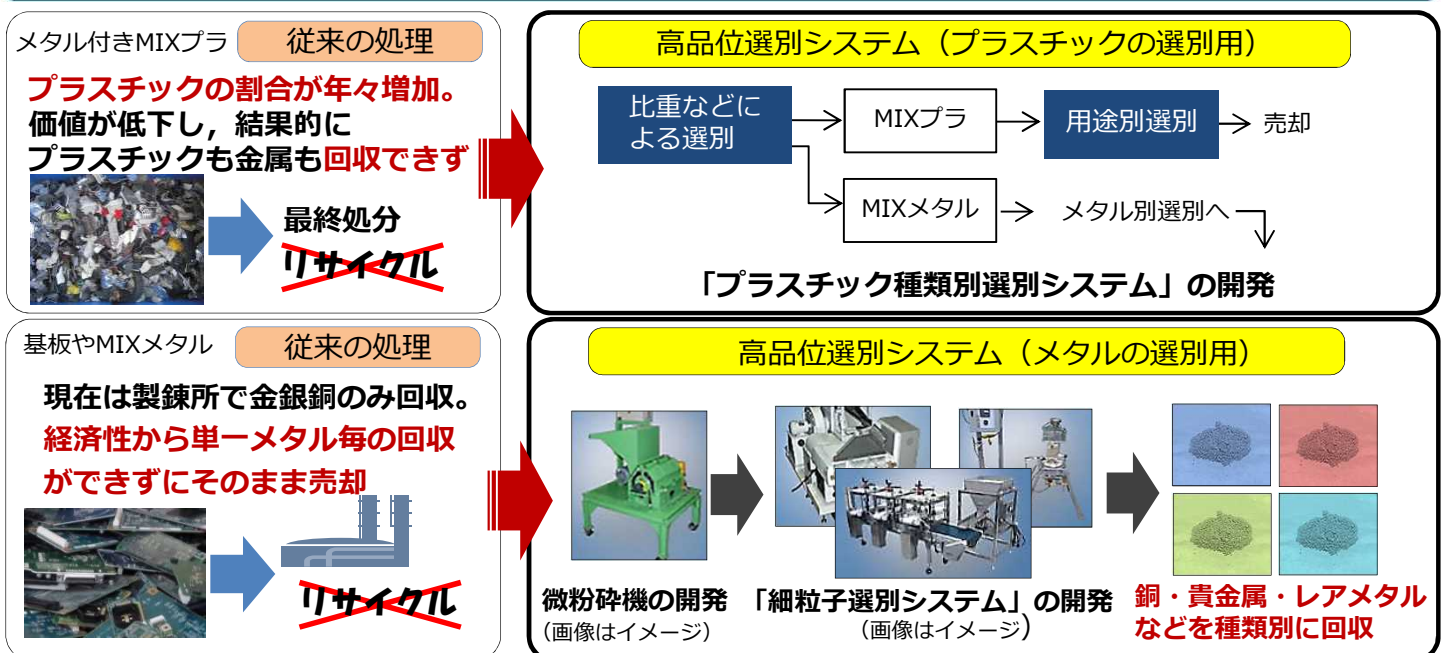 メタル付きMIXプラ
従来の処理
プラスチックの割合が年々増加。
価値が低下し，結果的に
プラスチックも金属も回収できず
最終処分
リサイクル
高品位選別システム（プラスチックの選別用）
比重などに
よる選別
MIXプラ
用途別選別
売却
MIXメタル
メタル別選別へ
「プラスチック種類別選別システム」の開発
基板やMIXメタル
従来の処理
現在は製錬所で金銀銅のみ回収。
経済性から単一メタル毎の回収
ができずにそのまま売却
リサイクル
高品位選別システム（メタルの選別用）
微粉砕機の開発
（画像はイメージ）
「細粒子選別システム」の開発
（画像はイメージ）
銅・貴金属・レアメタル
などを種類別に回収